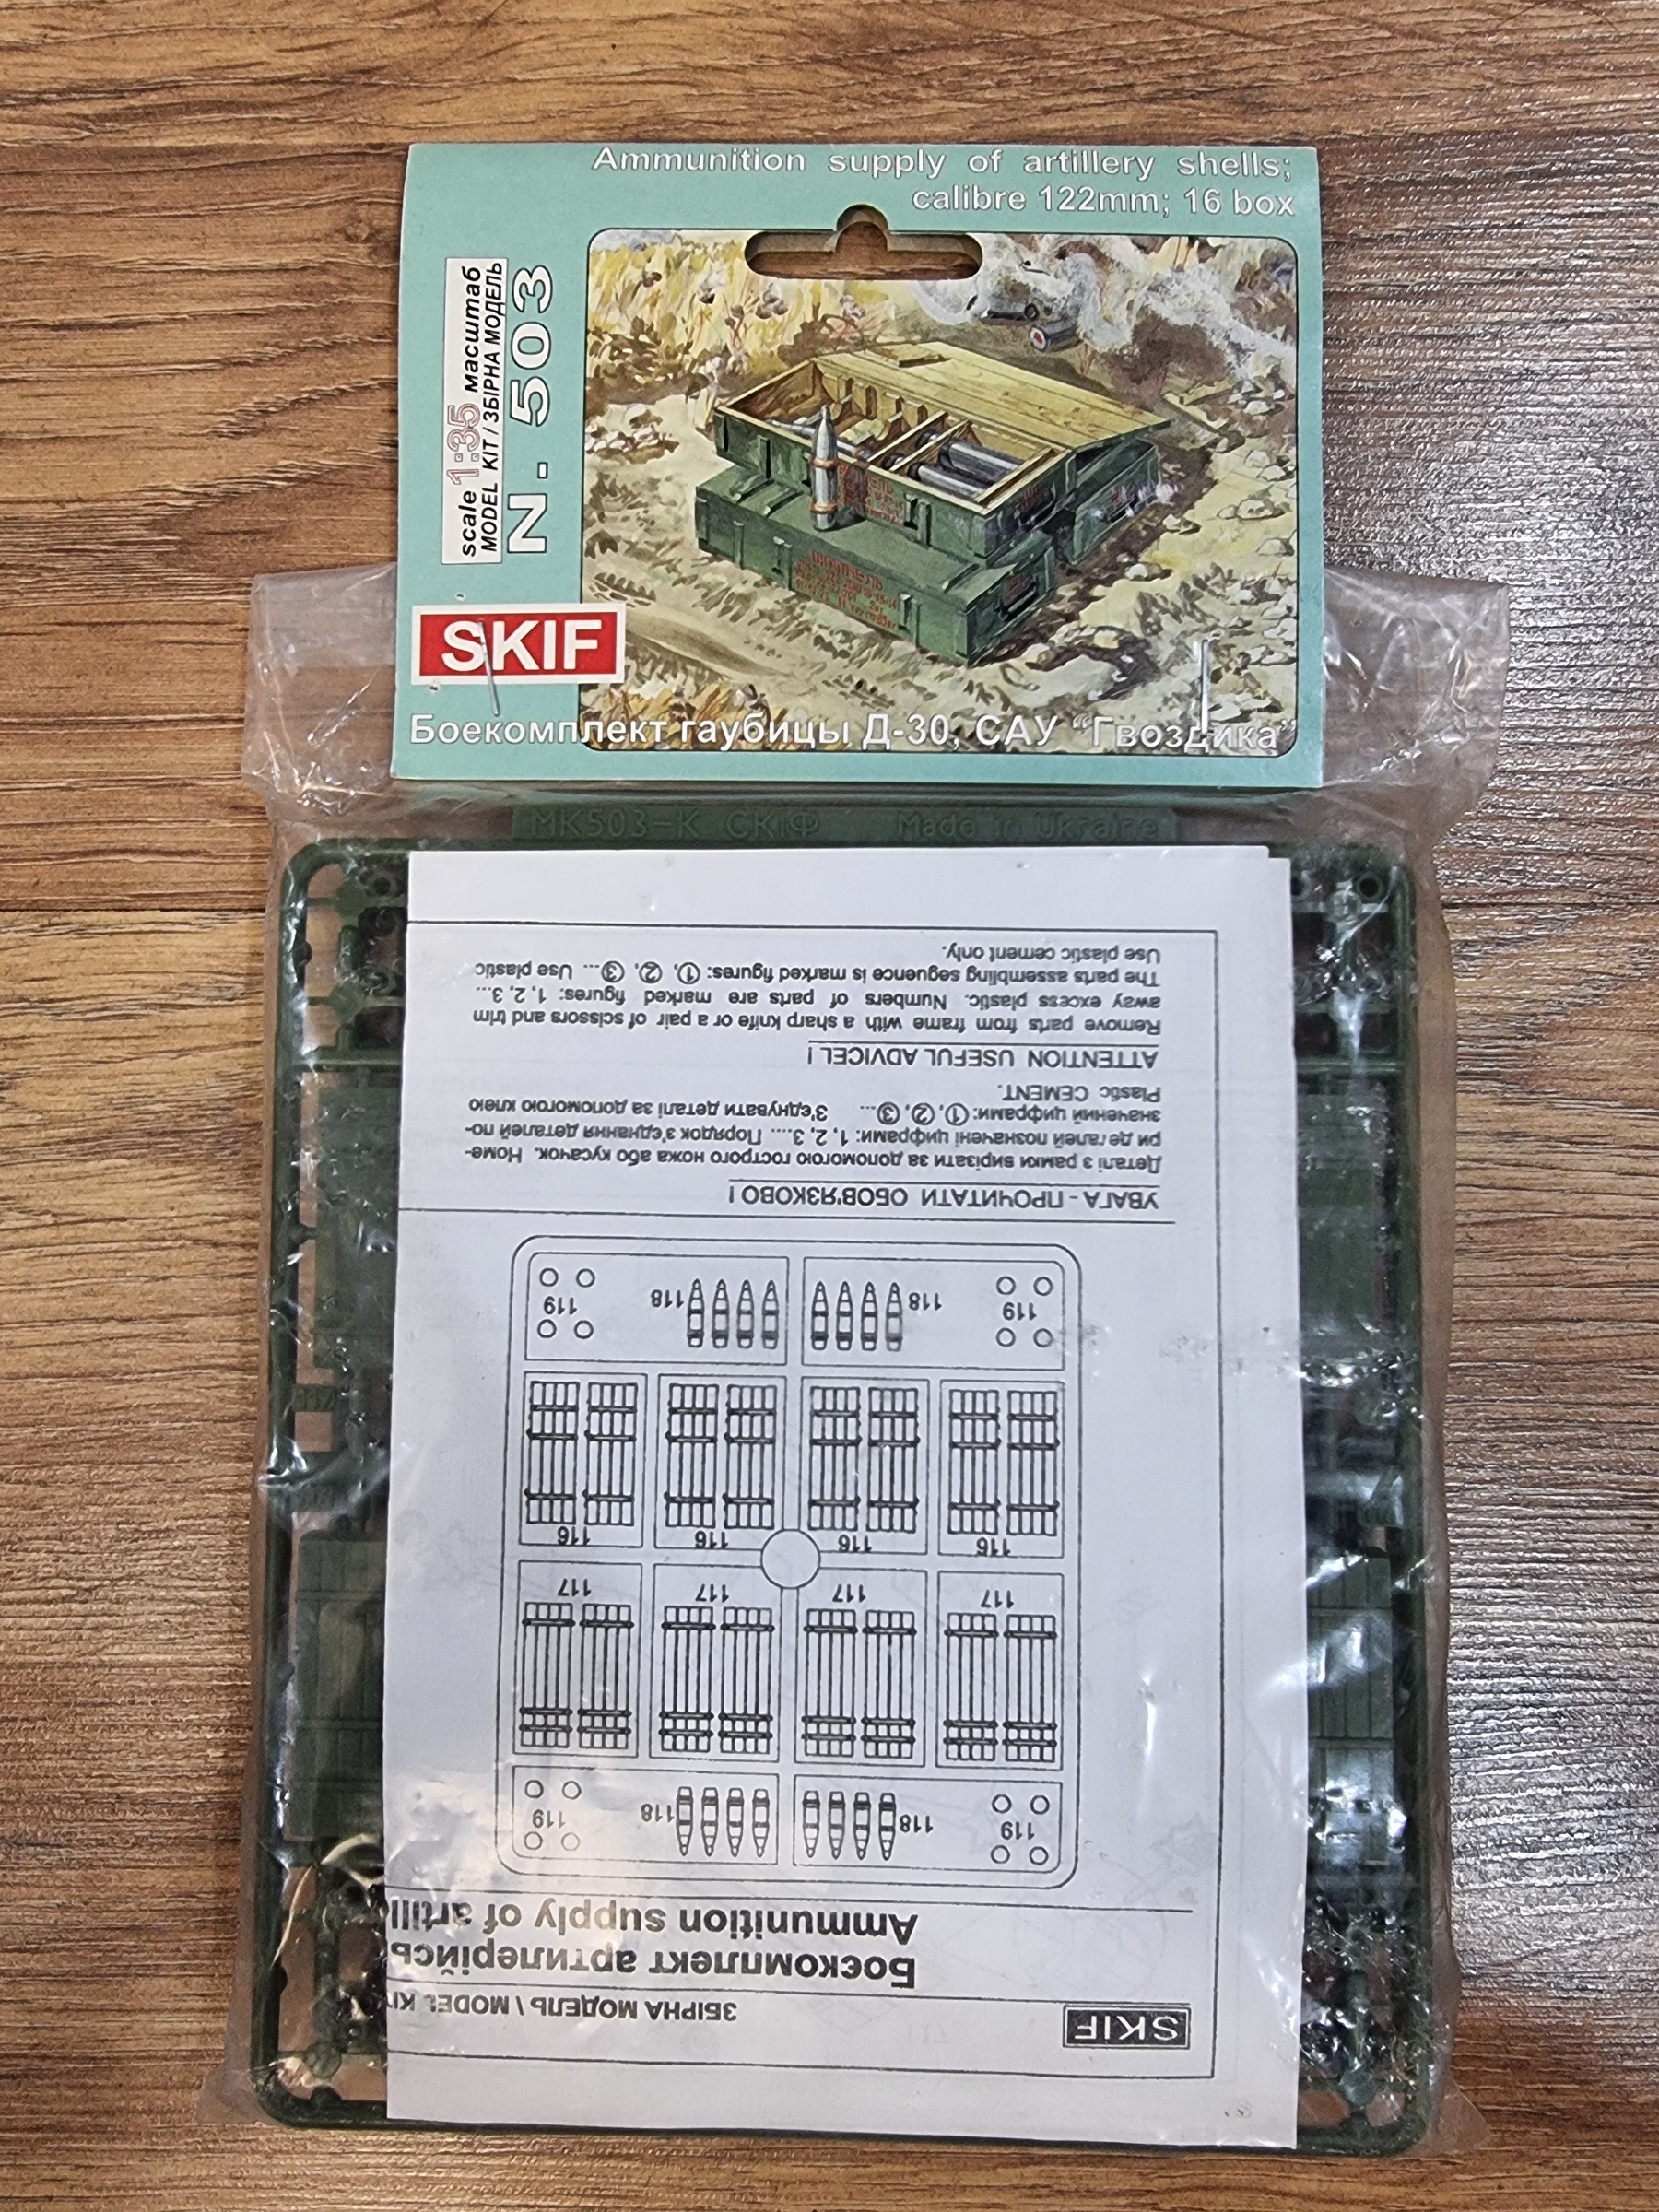 Ammunition supply of artillery shells;
calibre 122mm; 16 box
scale 1:35 масштаб
MODEL KIT / ЗБІРНА МОДЕЛЬ
N. 503
SKIF
Боекомплект гаубицы Д-30, САУ “Гвоздика”
MK503-K СКІФ Made in Ukraine
SKIF
ЗБІРНА МОДЕЛЬ \ MODEL KI
Боєкомплект артилерійсь
Ammunition supply of artill
119 118 118 119
117 117 117 117
116 116 116 116
119 118 118 119
УВАГА - ПРОЧИТАТИ ОБОВ'ЯЗКОВО !
Деталі з рамки вирізати за допомогою гострого ножа або кусачок. Номе-
ри деталей позначені цифрами: 1, 2, 3.... Порядок з'єднання деталей по-
значений цифрами: ①, ②, ③... З'єднувати деталі за допомогою клею
Plastic CEMENT.
ATTENTION USEFUL ADVICE! !
Remove parts from frame with a sharp knife or a pair of scissors and trim
away excess plastic. Numbers of parts are marked figures: 1, 2, 3...
The parts assembling seguence is marked figures: ①, ②, ③... Use plastic
Use plastic cement only.